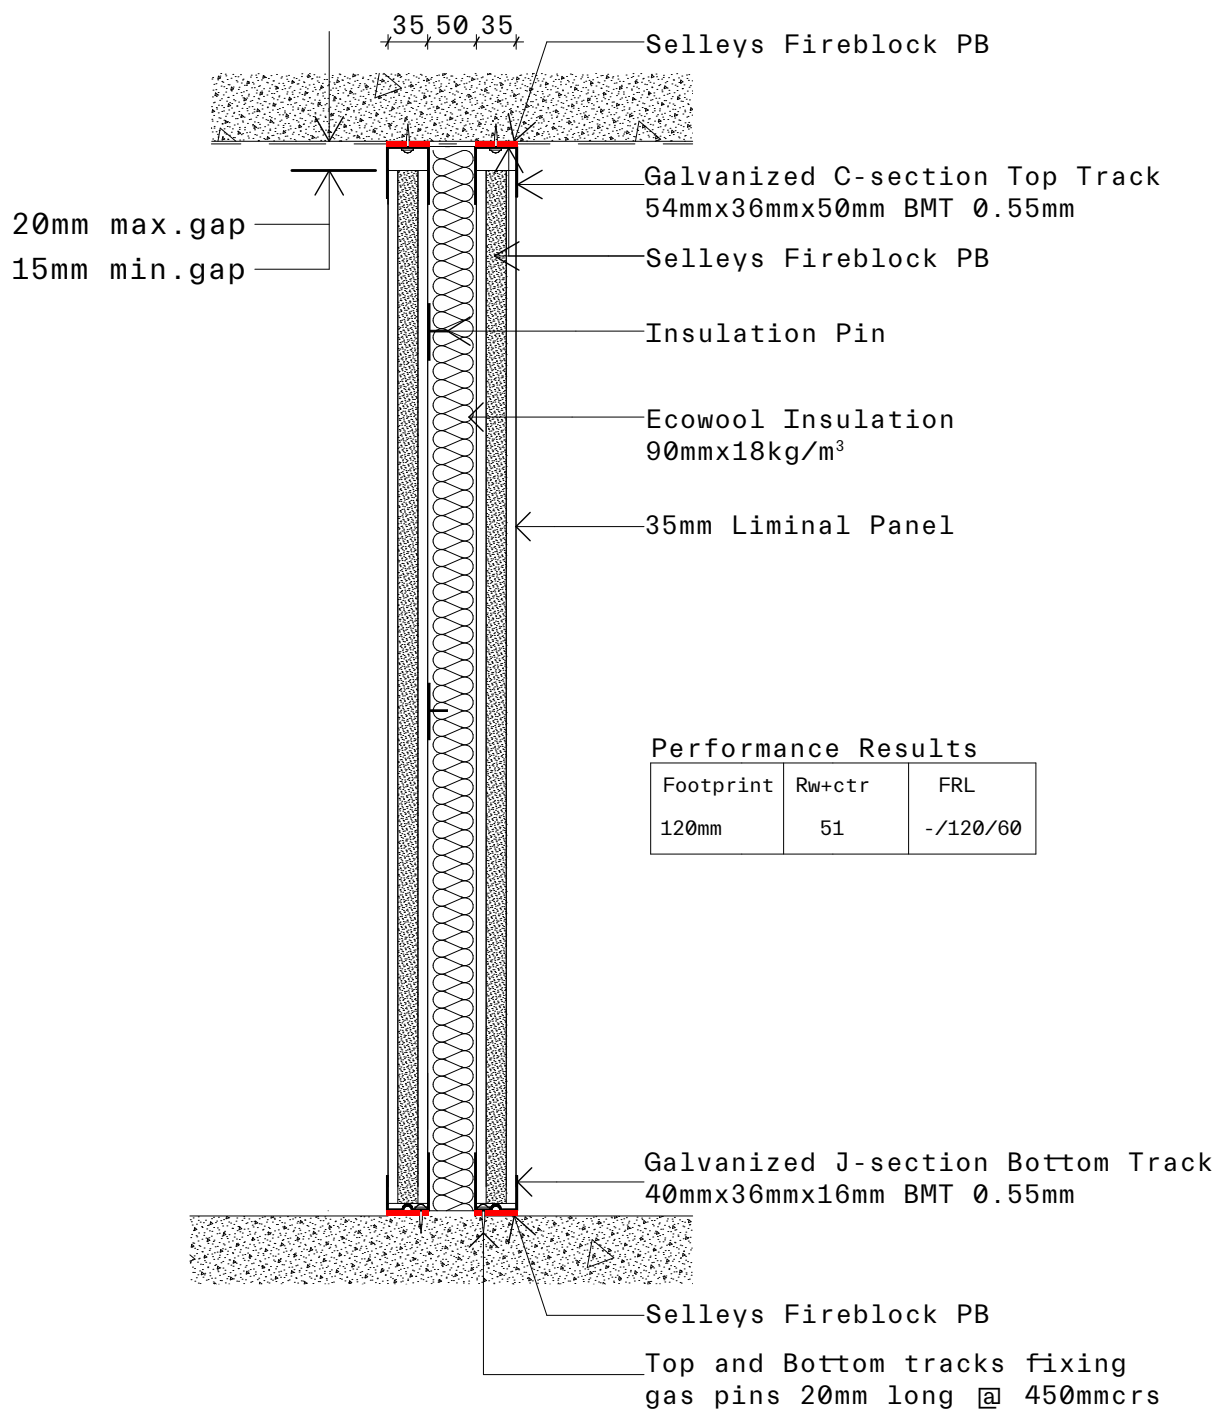 35 50 35
Selleys Fireblock PB
Galvanized C-section Top Track
54mmx36mmx50mm BMT 0.55mm
20mm max.gap
15mm min.gap
Selleys Fireblock PB
Insulation Pin
Ecowool Insulation
90mmx18kg/m³
35mm Liminal Panel
Performance Results
Footprint Rw+ctr FRL
120mm 51 -/120/60
Galvanized J-section Bottom Track
40mmx36mmx16mm BMT 0.55mm
Selleys Fireblock PB
Top and Bottom tracks fixing
gas pins 20mm long @ 450mmcrs